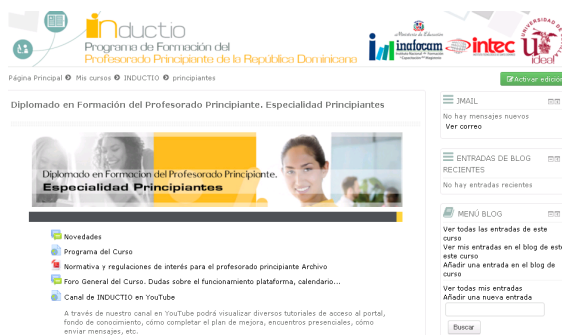 inductio
Programa de Formación del
Profesorado Principiante de la República Dominicana
Ministerio de Educación
inafocam
intec
UNIVERSIDAD DE
idea!
Página Principal Mis cursos INDUCTIO principiantes
Activar edición
Diplomado en Formación del Profesorado Principiante. Especialidad Principiantes
Diplomado en Formacion del Profesorado Principiante.
Especialidad Principiantes
Novedades
Programa del Curso
Normativa y regulaciones de interés para el profesorado principiante Archivo
Foro General del Curso. Dudas sobre el funcionamiento plataforma, calendario...
Canal de INDUCTIO en YouTube
A través de nuestro canal en YouTube podrá visualizar diversos tutoriales de acceso al portal,
fondo de conocimiento, cómo completar el plan de mejora, encuentros presenciales, cómo
enviar mensajes, etc.
JMAIL
No hay mensajes nuevos
Ver correo
ENTRADAS DE BLOG
RECIENTES
No hay entradas recientes
MENÚ BLOG
Ver todas las entradas de este
curso
Ver mis entradas en el blog de este
este curso
Añadir una entrada en el blog de
curso
Ver todas mis entradas
Añadir una nueva entrada
Buscar